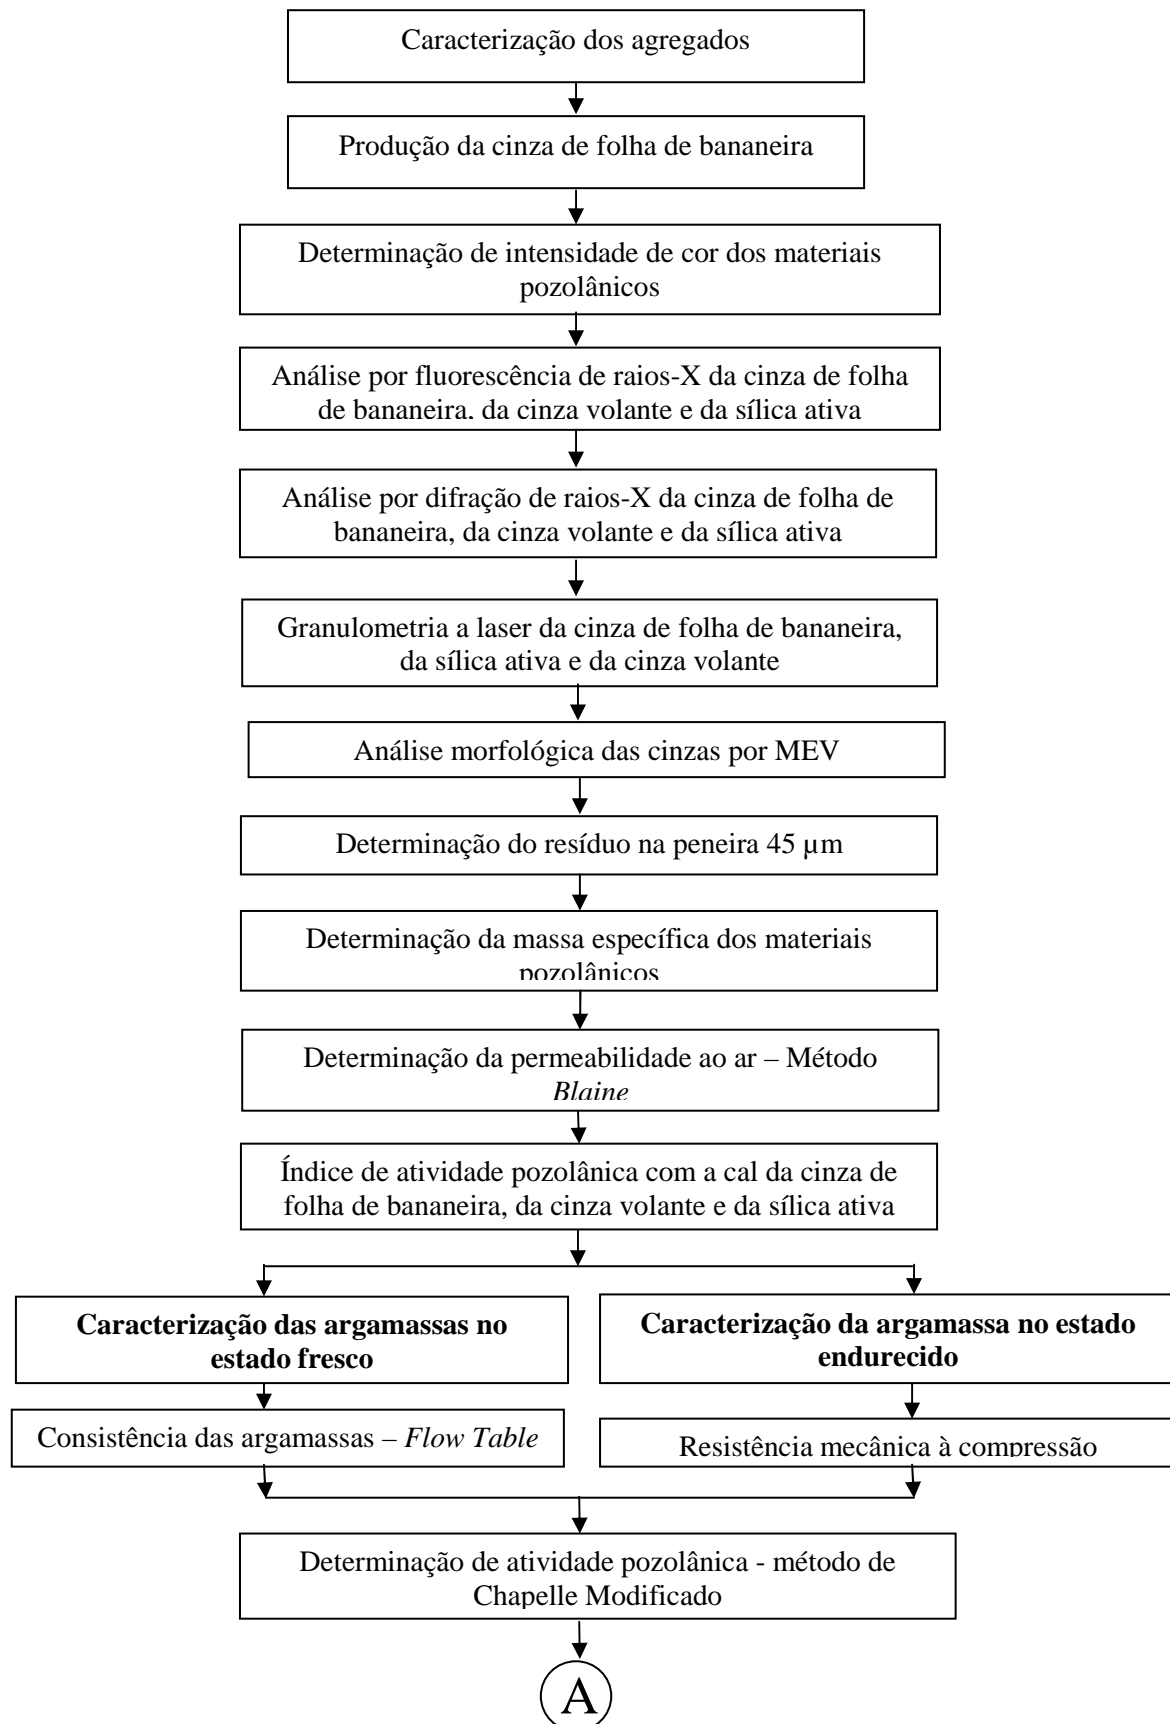 Caracterização dos agregados
Produção da cinza de folha de bananeira
Determinação de intensidade de cor dos materiais
pozolânicos
Análise por fluorescência de raios-X da cinza de folha
de bananeira, da cinza volante e da sílica ativa
Análise por difração de raios-X da cinza de folha de
bananeira, da cinza volante e da sílica ativa
Granulometria a laser da cinza de folha de bananeira,
da sílica ativa e da cinza volante
Análise morfológica das cinzas por MEV
Determinação do resíduo na peneira 45 µm
Determinação da massa específica dos materiais
pozolânicos
Determinação da permeabilidade ao ar – Método
Blaine
Índice de atividade pozolânica com a cal da cinza de
folha de bananeira, da cinza volante e da sílica ativa
Caracterização das argamassas no
estado fresco
Caracterização da argamassa no estado
endurecido
Consistência das argamassas – Flow Table
Resistência mecânica à compressão
Determinação de atividade pozolânica - método de
Chapelle Modificado
A